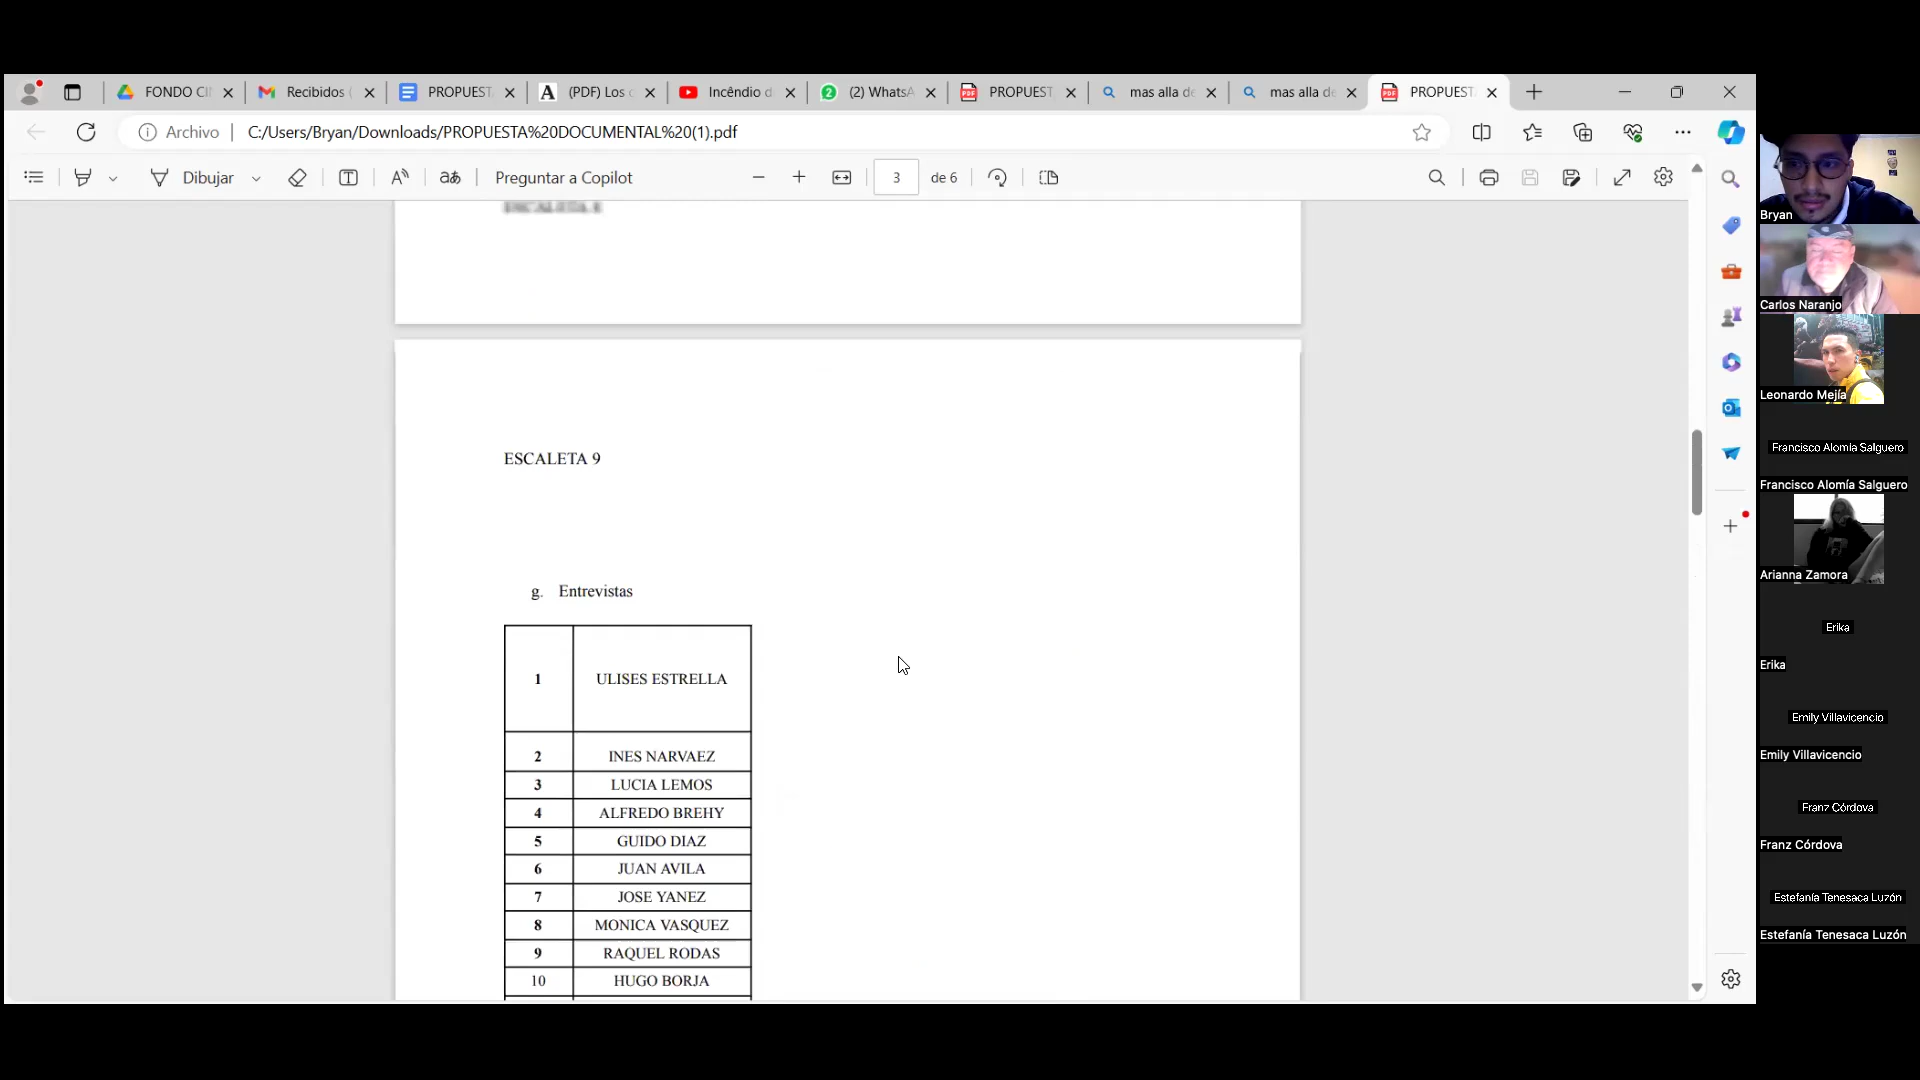 FONDO CI
Recibidos (
PROPUEST
(PDF) Los c
Incêndio d
(2) WhatsA
PROPUEST
mas alla de
mas alla de
PROPUEST
Archivo
C:/Users/Bryan/Downloads/PROPUESTA%20DOCUMENTAL%20(1).pdf
Dibujar
Preguntar a Copilot
3
de 6
ESCALETA 9
g. Entrevistas
1 ULISES ESTRELLA
2 INES NARVAEZ
3 LUCIA LEMOS
4 ALFREDO BREHY
5 GUIDO DIAZ
6 JUAN AVILA
7 JOSE YANEZ
8 MONICA VASQUEZ
9 RAQUEL RODAS
10 HUGO BORJA
Bryan
Carlos Naranjo
Leonardo Mejía
Francisco Alomía Salguero
Francisco Alomía Salguero
Arianna Zamora
Erika
Erika
Emily Villavicencio
Emily Villavicencio
Franz Córdova
Franz Córdova
Estefanía Tenesaca Luzón
Estefanía Tenesaca Luzón